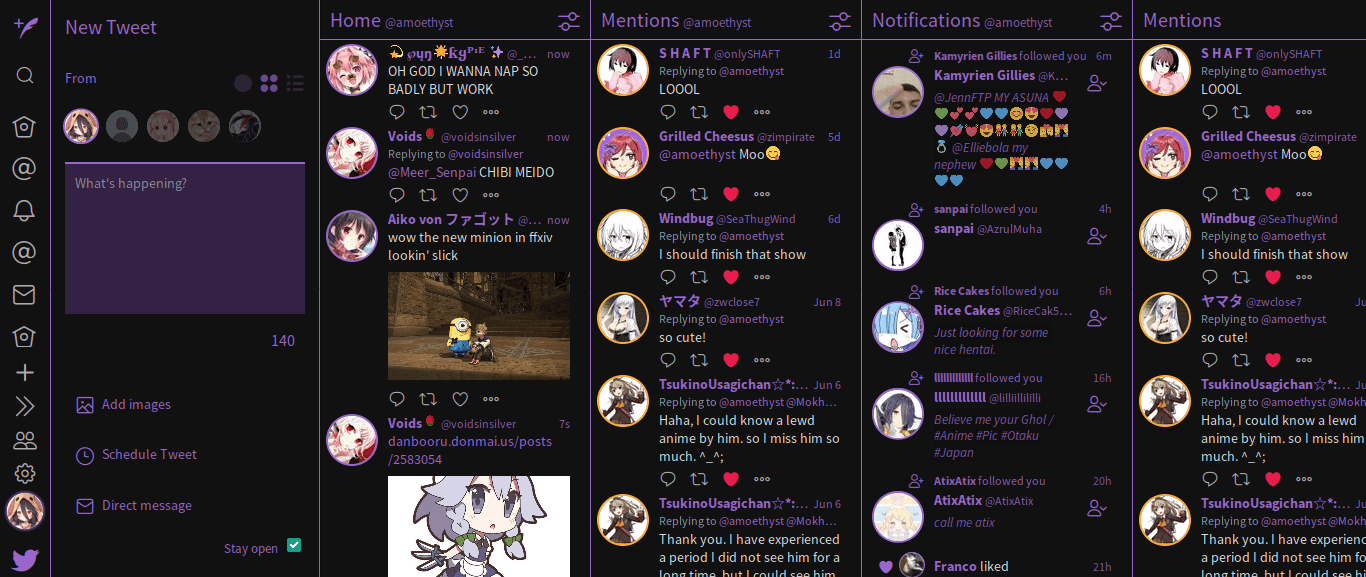 New Tweet
From
What's happening?
140
Add images
Schedule Tweet
Direct message
Stay open
Home @amoethyst
now
OH GOD I WANNA NAP SO
BADLY BUT WORK
Voids @voidsinsilver now
Replying to @voidsinsilver
@Meer_Senpai CHIBI MEIDO
Aiko von ファゴット @... now
wow the new minion in ffxiv
lookin' slick
Voids @voidsinsilver 7s
danbooru.donmai.us/posts
/2583054
Mentions @amoethyst
S H A F T @onlySHAFT 1d
Replying to @amoethyst
LOOOL
Grilled Cheesus @zimpirate 5d
@amoethyst Moo😋
Windbug @SeaThugWind 6d
Replying to @amoethyst
I should finish that show
ヤマタ @zwclose7 Jun 8
Replying to @amoethyst
so cute!
TsukinoUsagichan☆*:... Jun 6
Replying to @amoethyst @Mokh...
Haha, I could know a lewd
anime by him. so I miss him so
much. ^_^;
TsukinoUsagichan☆*:... Jun 6
Replying to @amoethyst @Mokh...
Thank you. I have experienced
a period I did not see him for a
long time, but I could see him
Notifications @amoethyst
Kamyrien Gillies followed you 6m
Kamyrien Gillies @K...
@JennFTP MY ASUNA
@Elliebola my
nephew
sanpai followed you 4h
sanpai @AzrulMuha
Rice Cakes followed you 6h
Rice Cakes @RiceCak5...
Just looking for some
nice hentai.
followed you 16h
Believe me your Ghol /
#Anime #Pic #Otaku
#Japan
AtixAtix followed you 20h
AtixAtix @AtixAtix
call me atix
Franco liked 21h
Mentions
S H A F T @onlySHAFT
Replying to @amoethyst
LOOOL
Grilled Cheesus @zimpirate
@amoethyst Moo😋
Windbug @SeaThugWind
Replying to @amoethyst
I should finish that show
ヤマタ @zwclose7
Replying to @amoethyst
so cute!
TsukinoUsagichan☆*:...
Replying to @amoethyst @Mokh
Haha, I could know a lewd
anime by him. so I miss him
much. ^_^;
TsukinoUsagichan☆*:...
Replying to @amoethyst @Mokh
Thank you. I have experienc
a period I did not see him for
long time, but I could see him